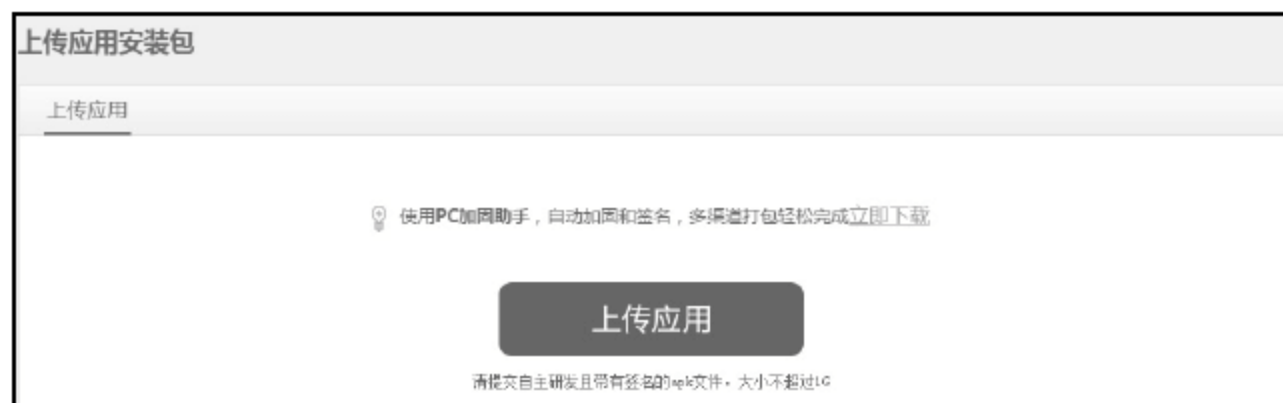 上传应用安装包
上传应用
使用PC加固助手，自动加固和签名，多渠道打包轻松完成立即下载
上传应用
请提交自主研发且带有签名的apk文件，大小不超过1G